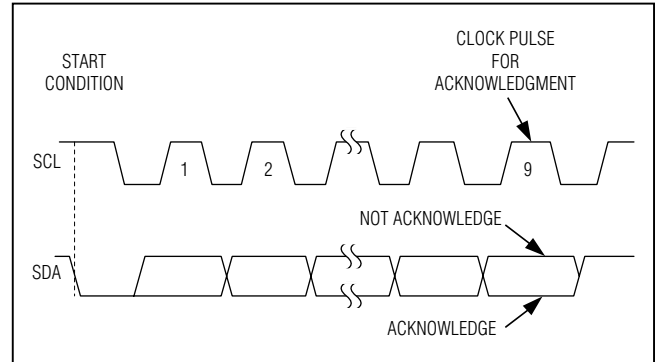 START
CONDITION
CLOCK PULSE
FOR
ACKNOWLEDGMENT
SCL
1
2
9
NOT ACKNOWLEDGE
SDA
ACKNOWLEDGE